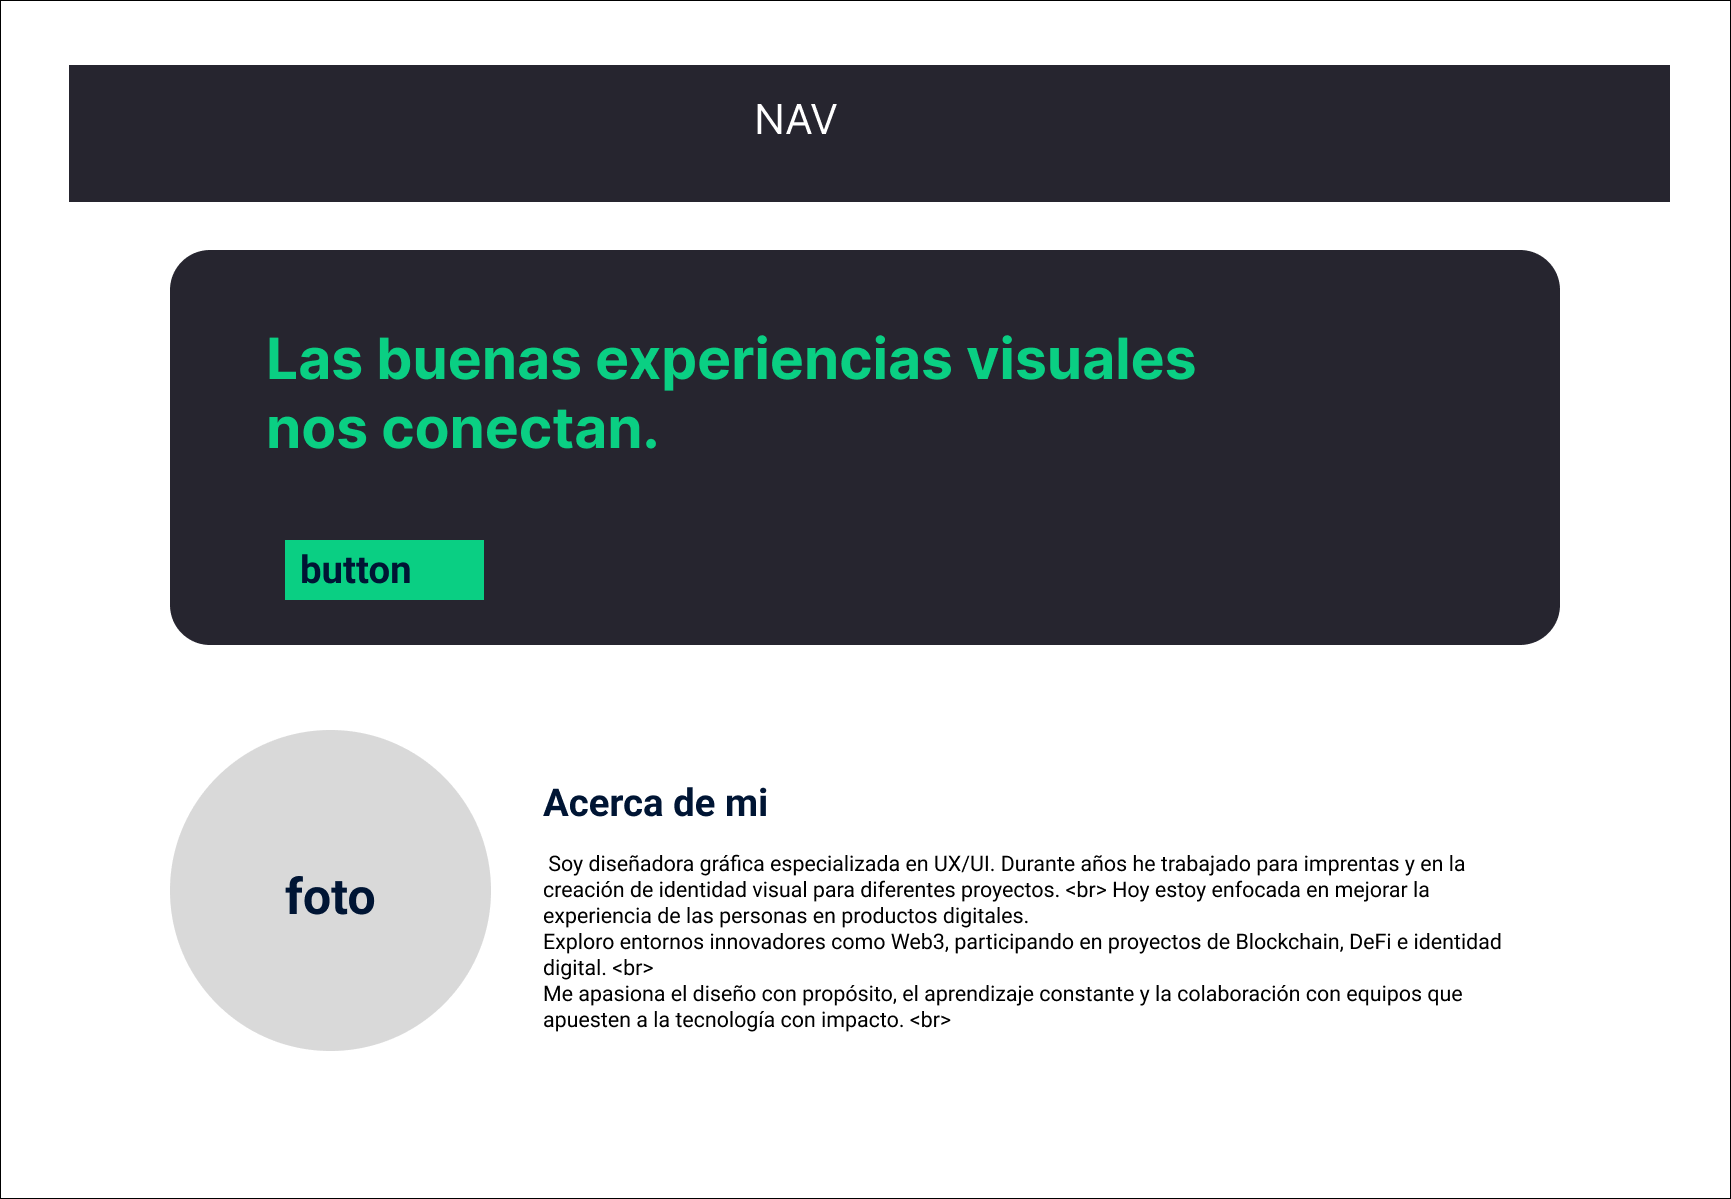 NAV
Las buenas experiencias visuales
nos conectan.
button
foto
Acerca de mi
Soy diseñadora gráfica especializada en UX/UI. Durante años he trabajado para imprentas y en la
creación de identidad visual para diferentes proyectos. <br> Hoy estoy enfocada en mejorar la
experiencia de las personas en productos digitales.
Exploro entornos innovadores como Web3, participando en proyectos de Blockchain, DeFi e identidad
digital. <br>
Me apasiona el diseño con propósito, el aprendizaje constante y la colaboración con equipos que
apuesten a la tecnología con impacto. <br>